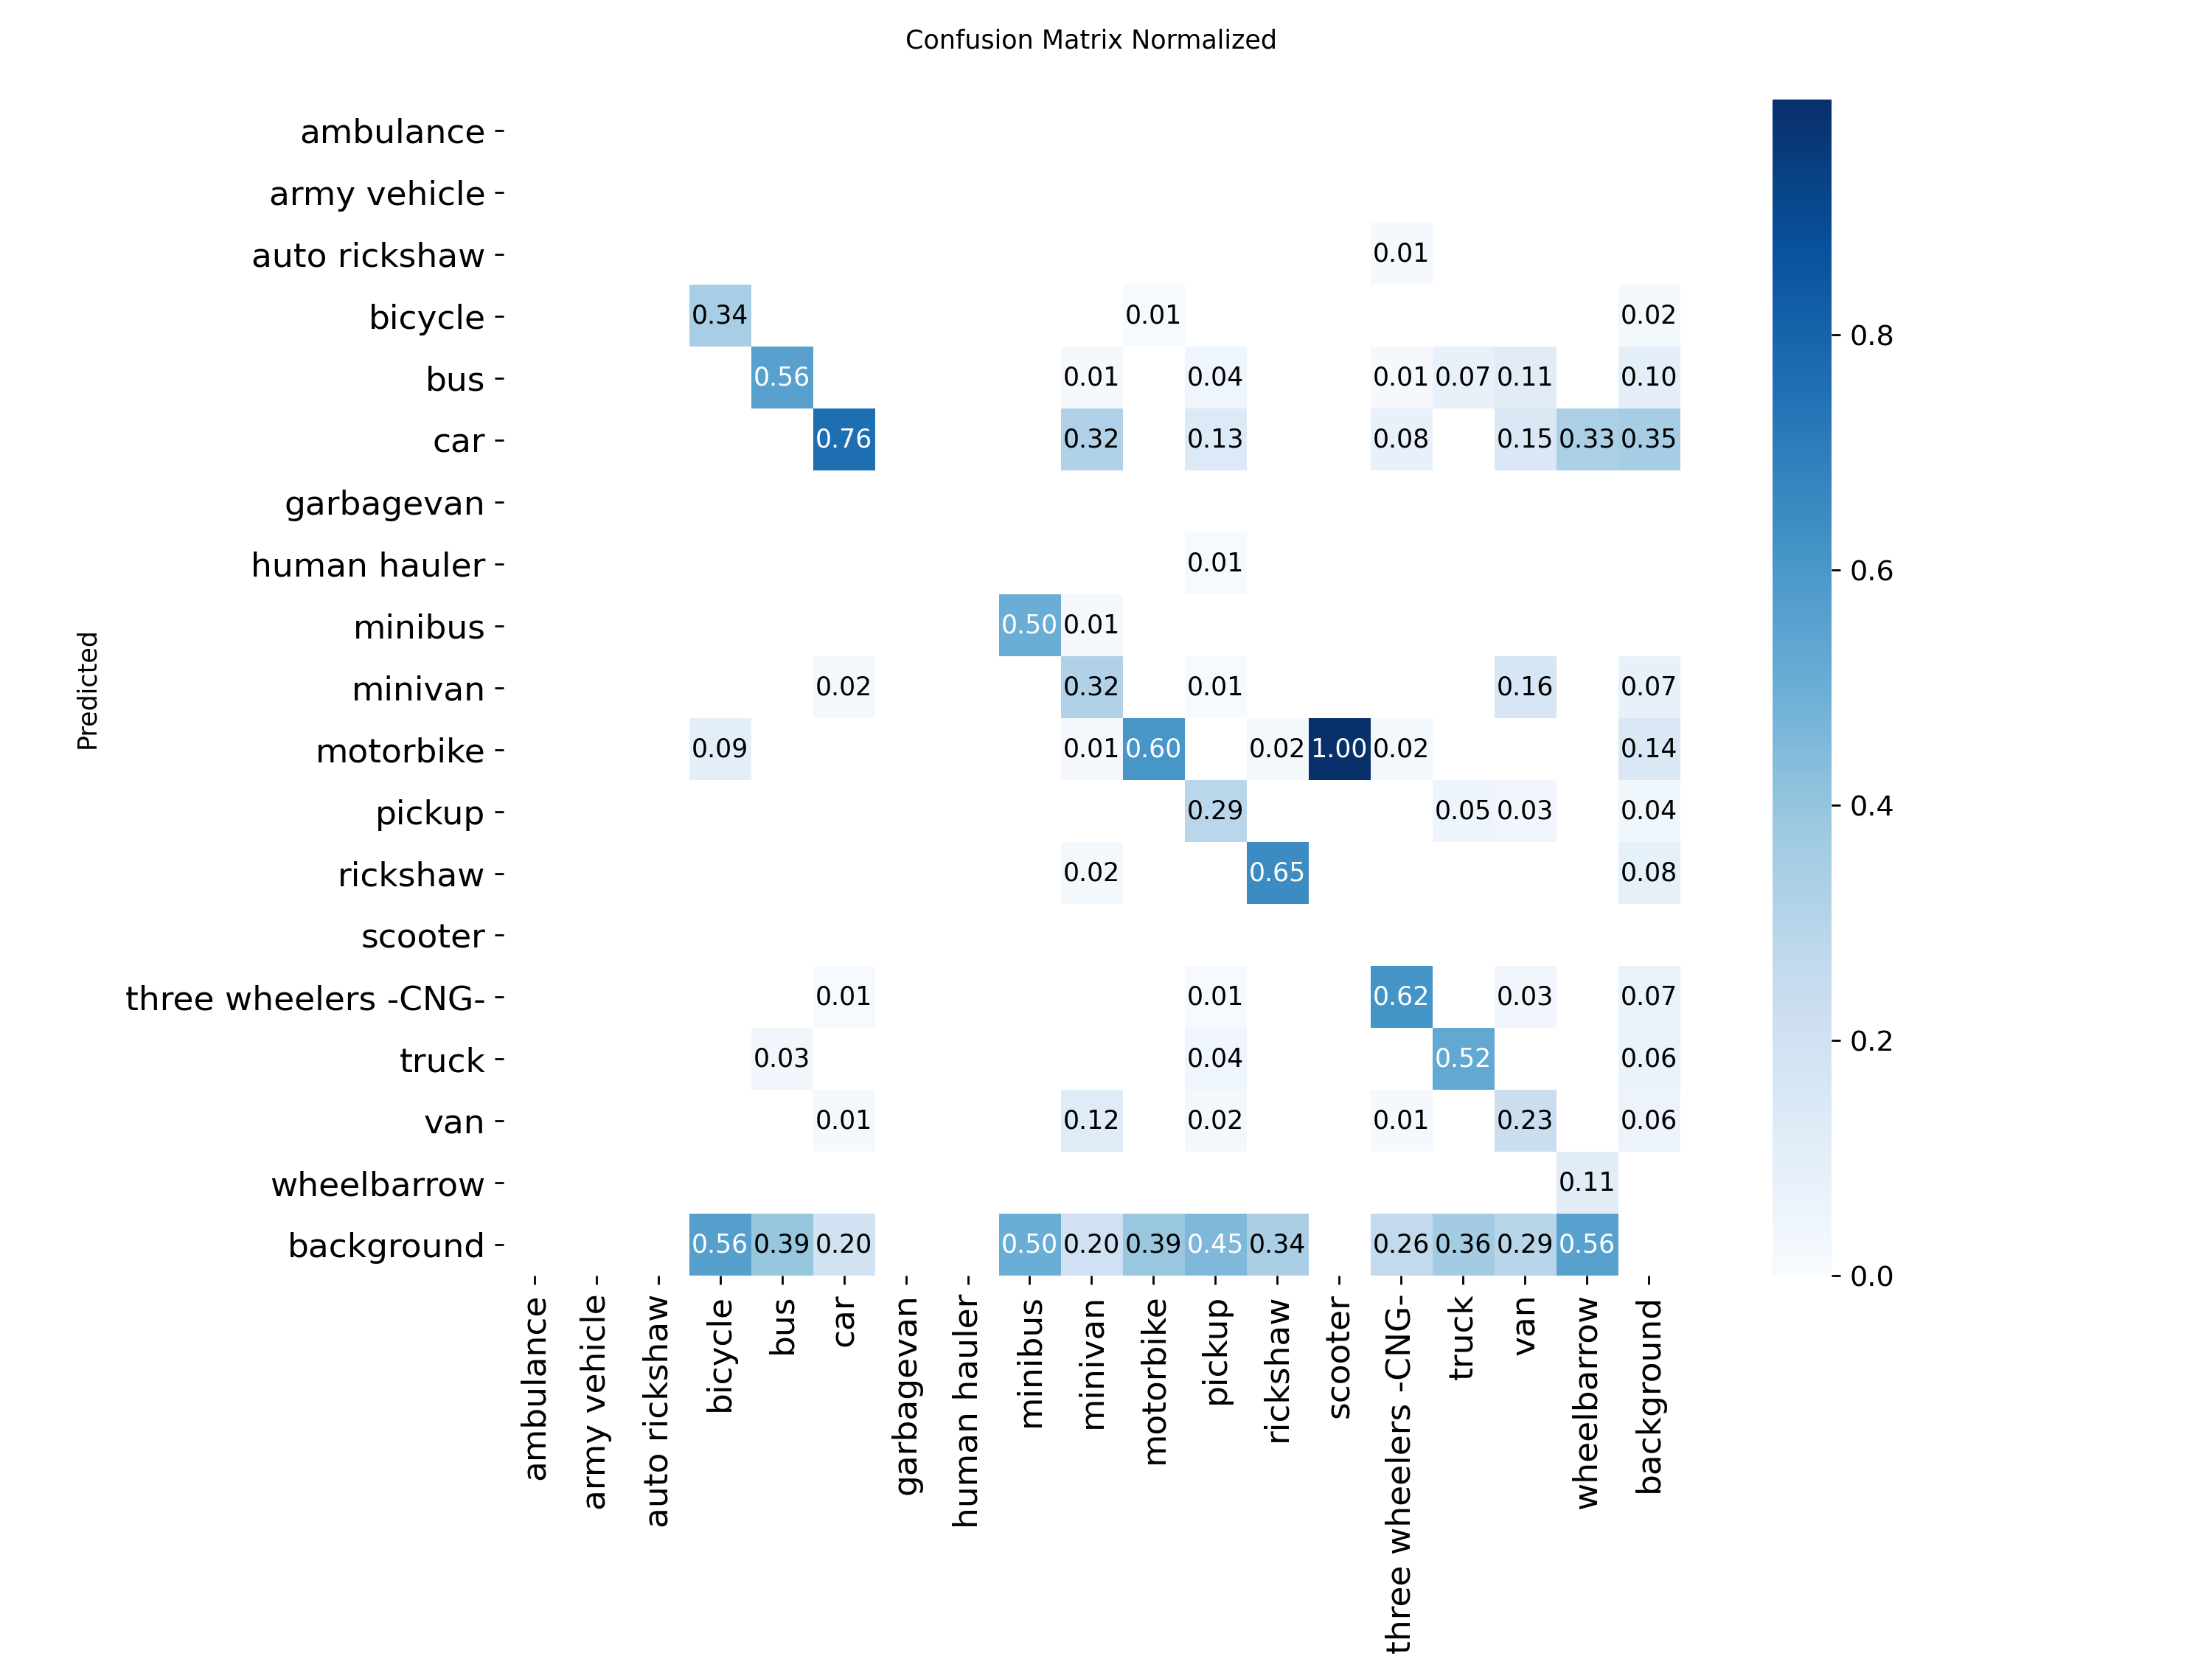 Confusion Matrix Normalized
ambulance
army vehicle
auto rickshaw 0.01
bicycle 0.34 0.01 0.02
bus 0.56 0.01 0.04 0.01 0.07 0.11 0.10
car 0.76 0.32 0.13 0.08 0.15 0.33 0.35
garbagevan
human hauler 0.01
minibus 0.50 0.01
minivan 0.02 0.32 0.01 0.16 0.07
motorbike 0.09 0.01 0.60 0.02 1.00 0.02 0.14
pickup 0.29 0.05 0.03 0.04
rickshaw 0.02 0.65 0.08
scooter
three wheelers -CNG- 0.01 0.01 0.62 0.03 0.07
truck 0.03 0.04 0.52 0.06
van 0.01 0.12 0.02 0.01 0.23 0.06
wheelbarrow 0.11
background 0.56 0.39 0.20 0.50 0.20 0.39 0.45 0.34 0.26 0.36 0.29 0.56
Predicted
ambulance
army vehicle
auto rickshaw
bicycle
bus
car
garbagevan
human hauler
minibus
minivan
motorbike
pickup
rickshaw
scooter
three wheelers -CNG-
truck
van
wheelbarrow
background
0.8
0.6
0.4
0.2
0.0